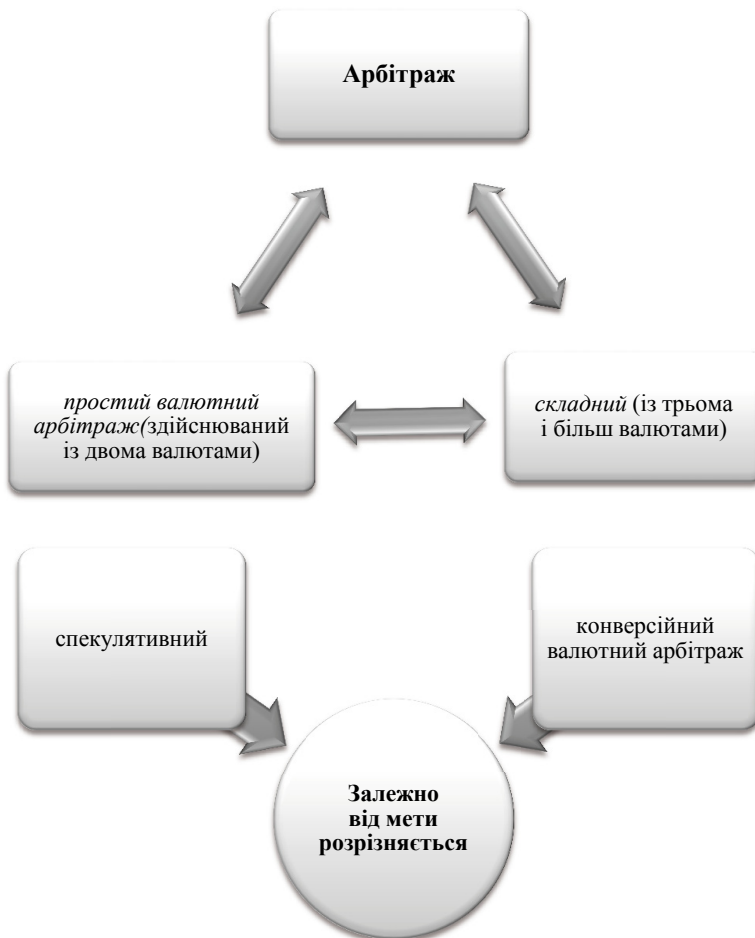 Арбітраж
простий валютний
арбітраж(здійснюваний
із двома валютами)
складний (із трьома
і більш валютами)
спекулятивний
конверсійний
валютний арбітраж
Залежно
від мети
розрізняється